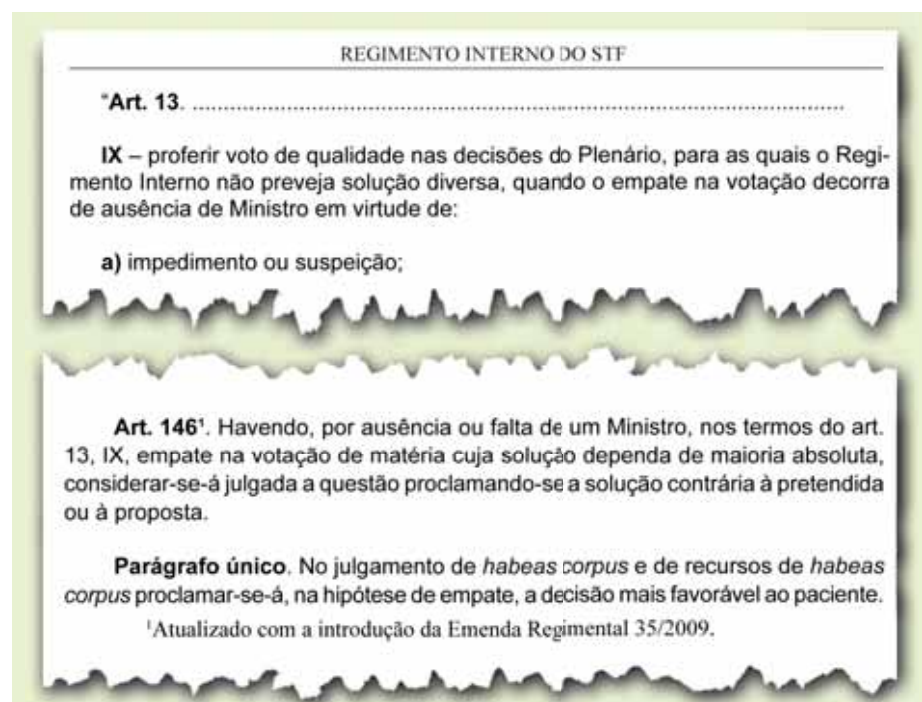 REGIMENTO INTERNO DO STF
"Art. 13. ........................................................................................................
IX – proferir voto de qualidade nas decisões do Plenário, para as quais o Regi-
mento Interno não preveja solução diversa, quando o empate na votação decorra
de ausência de Ministro em virtude de:
a) impedimento ou suspeição;
Art. 146¹. Havendo, por ausência ou falta de um Ministro, nos termos do art.
13, IX, empate na votação de matéria cuja solução dependa de maioria absoluta,
considerar-se-á julgada a questão proclamando-se a solução contrária à pretendida
ou à proposta.
Parágrafo único. No julgamento de habeas corpus e de recursos de habeas
corpus proclamar-se-á, na hipótese de empate, a decisão mais favorável ao paciente.
¹Atualizado com a introdução da Emenda Regimental 35/2009.